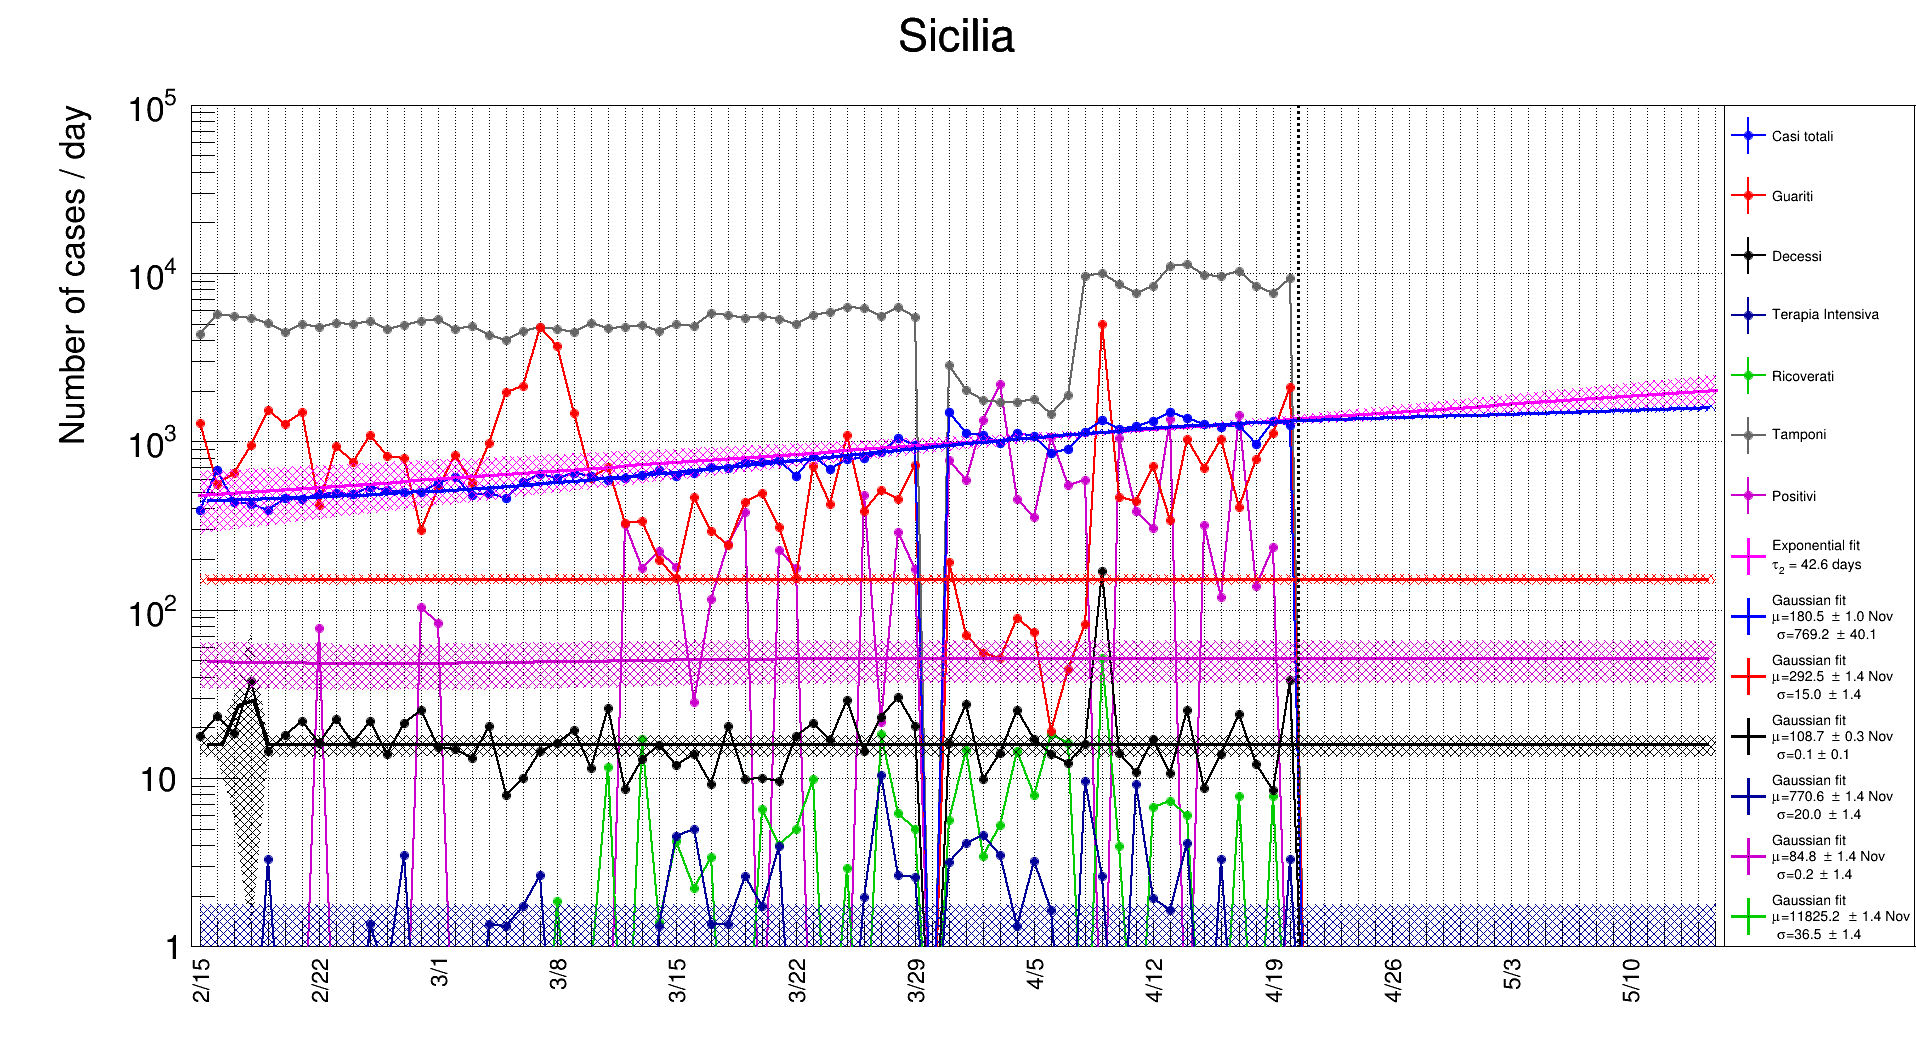 Sicilia
Number of cases / day
10^5
10^4
10^3
10^2
10
1
2/15
2/22
3/1
3/8
3/15
3/22
3/29
4/5
4/12
4/19
4/26
5/3
5/10
Casi totali
Guariti
Decessi
Terapia Intensiva
Ricoverati
Tamponi
Positivi
Exponential fit
τ2 = 42.6 days
Gaussian fit
μ=180.5 ± 1.0 Nov
σ=769.2 ± 40.1
Gaussian fit
μ=292.5 ± 1.4 Nov
σ=15.0 ± 1.4
Gaussian fit
μ=108.7 ± 0.3 Nov
σ=0.1 ± 0.1
Gaussian fit
μ=770.6 ± 1.4 Nov
σ=20.0 ± 1.4
Gaussian fit
μ=84.8 ± 1.4 Nov
σ=0.2 ± 1.4
Gaussian fit
μ=11825.2 ± 1.4 Nov
σ=36.5 ± 1.4